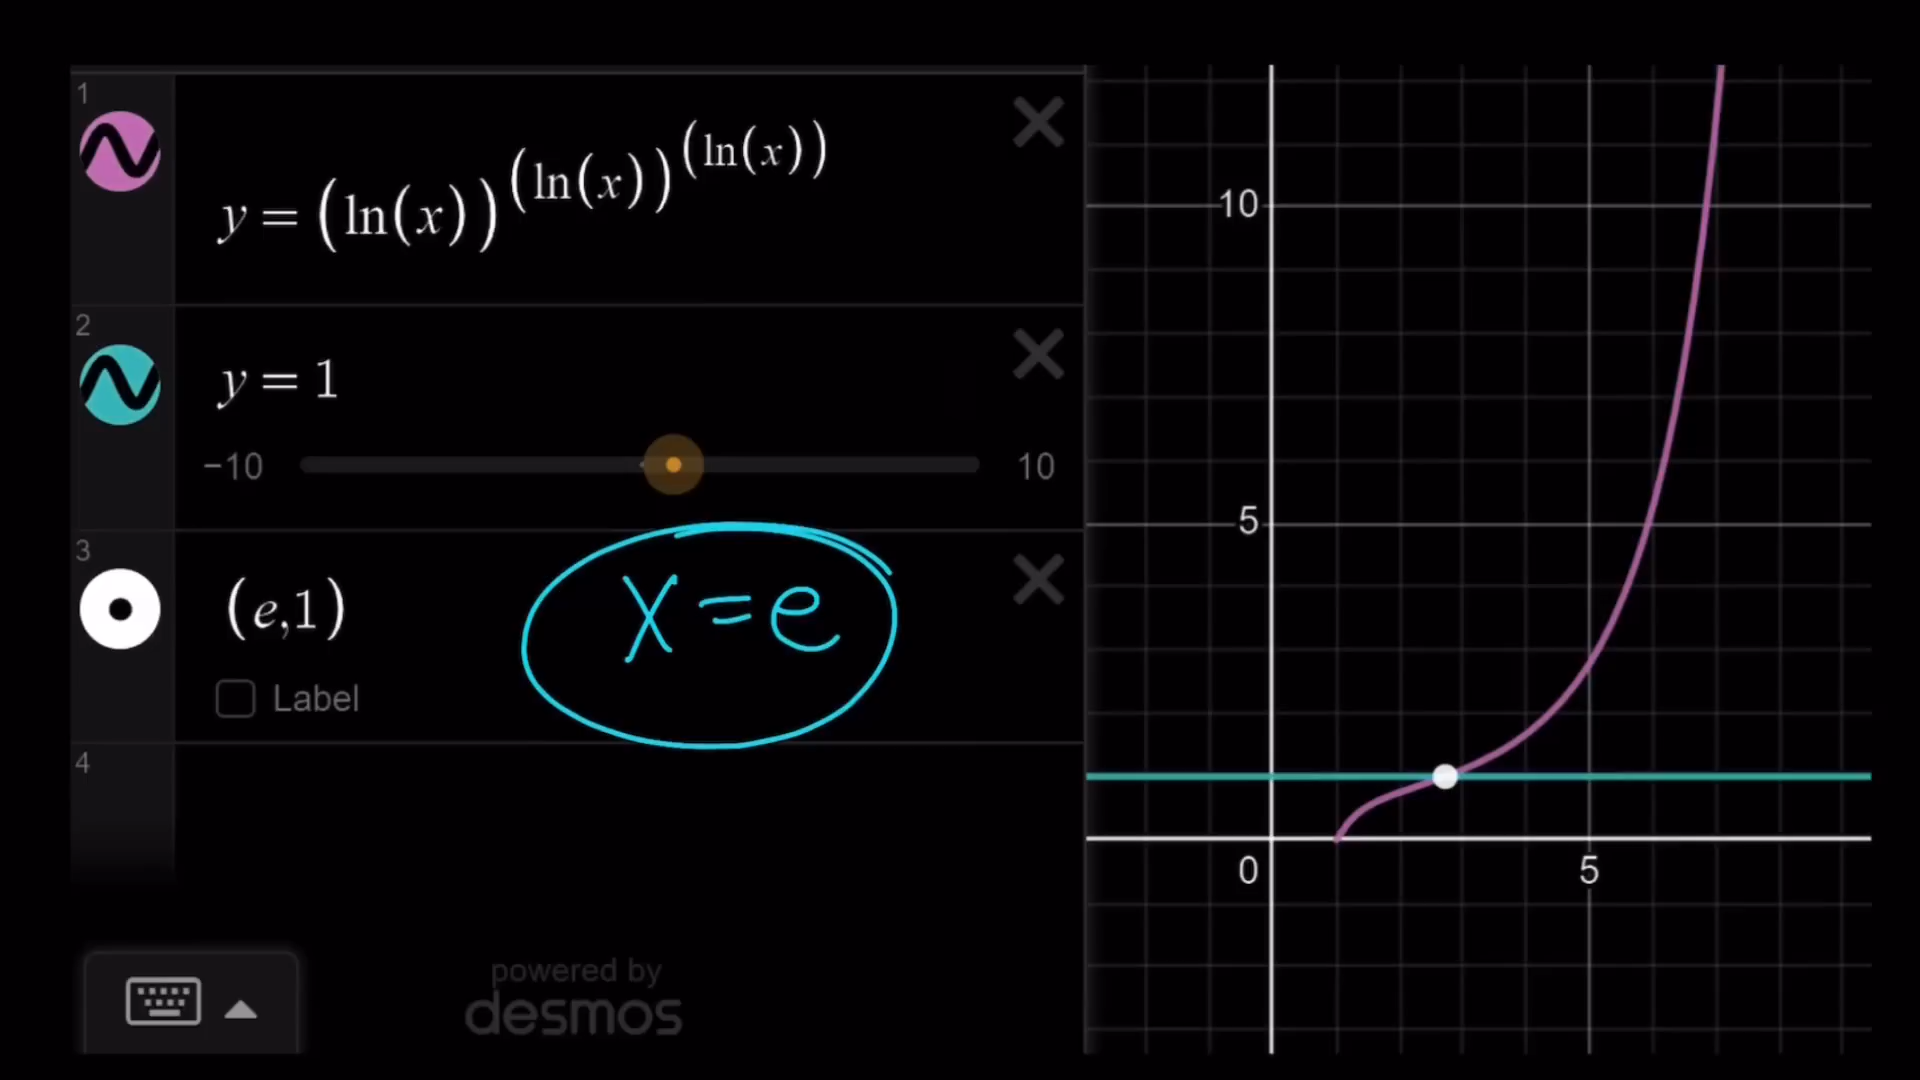 1
y = (ln(x))^(ln(x))^(ln(x))
2
y = 1
−10
10
3
(e,1)
X = e
Label
4
powered by
desmos
10
5
0
5